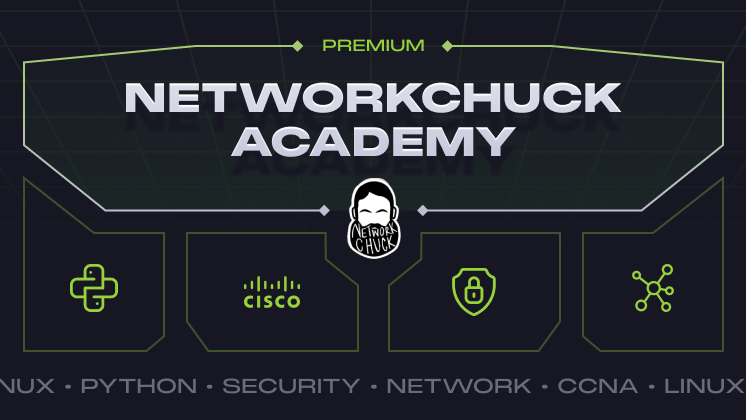 PREMIUM
NETWORKCHUCK
ACADEMY
NETWORK
CHUCK
CISCO
NUX • PYTHON • SECURITY • NETWORK • CCNA • LINUX